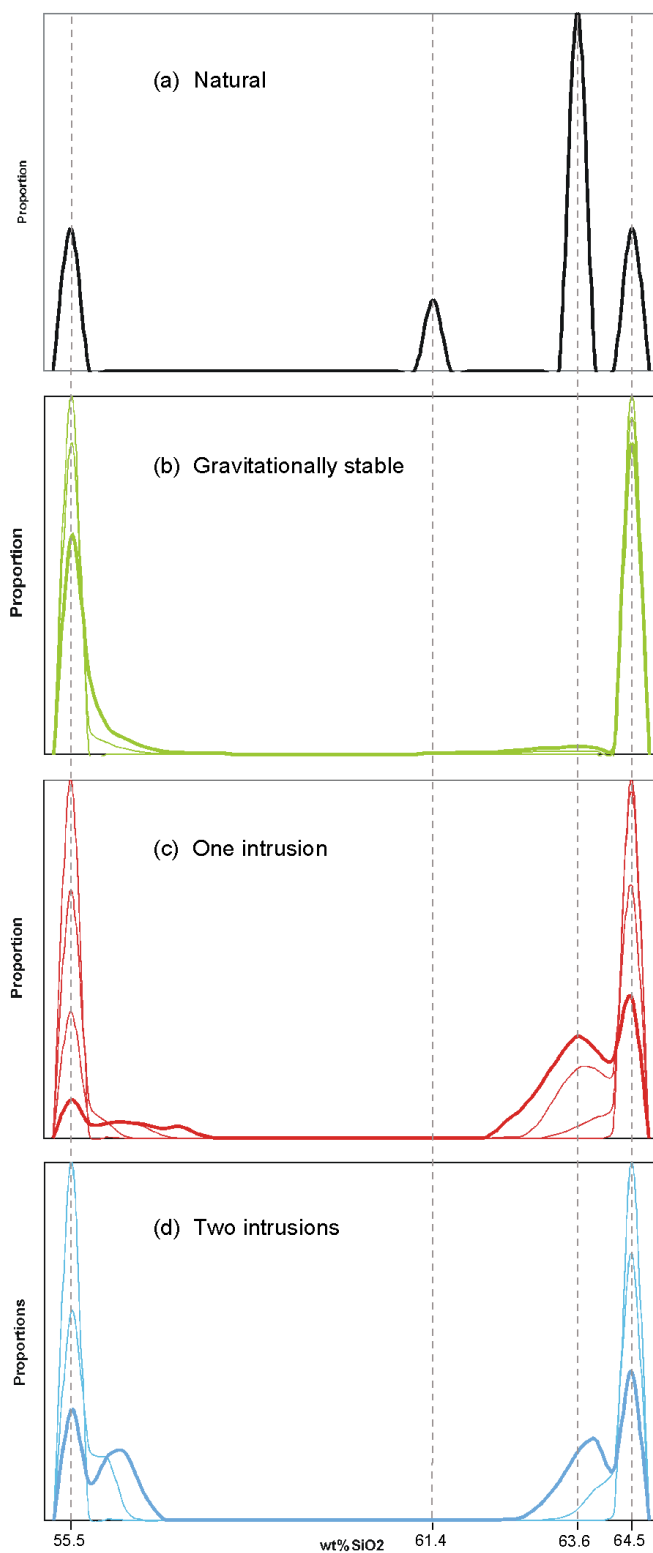 (a) Natural
Proportion
(b) Gravitationally stable
Proportion
(c) One intrusion
Proportion
(d) Two intrusions
Proportions
55.5 wt% SiO2 61.4 63.6 64.5